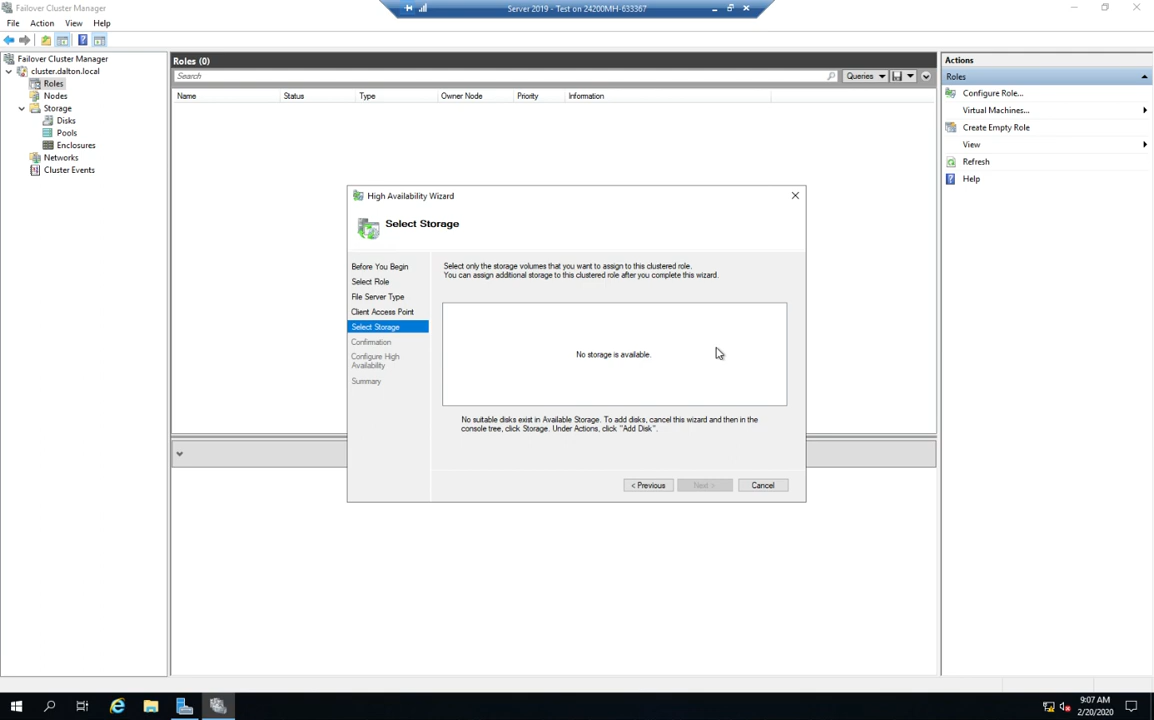 Failover Cluster Manager
Server 2019 - Test on 24200MH-633367
File Action View Help
Failover Cluster Manager
cluster.dalton.local
Roles
Nodes
Storage
Disks
Pools
Enclosures
Networks
Cluster Events
Roles (0)
Search
Queries
Name Status Type Owner Node Priority Information
Actions
Roles
Configure Role...
Virtual Machines...
Create Empty Role
View
Refresh
Help
High Availability Wizard
Select Storage
Before You Begin
Select Role
File Server Type
Client Access Point
Select Storage
Confirmation
Configure High
Availability
Summary
Select only the storage volumes that you want to assign to this clustered role.
You can assign additional storage to this clustered role after you complete this wizard.
No storage is available.
No suitable disks exist in Available Storage. To add disks, cancel this wizard and then in the
console tree, click Storage. Under Actions, click "Add Disk".
< Previous Next > Cancel
9:07 AM
2/20/2020